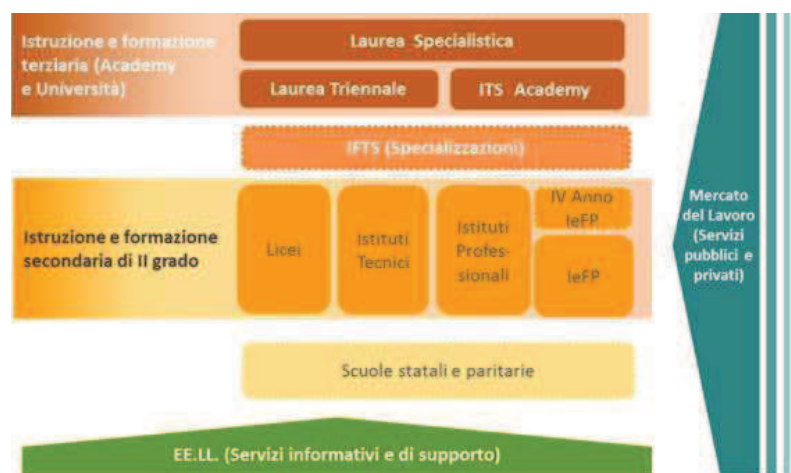 Istruzione e formazione
terziaria (Academy
e Università)
Laurea Specialistica
Laurea Triennale
ITS Academy
IFTS (Specializzazioni)
Istruzione e formazione
secondaria di II grado
Licei
Istituti
Tecnici
Istituti
Profes-
sionali
IV Anno
IeFP
IeFP
Mercato
del Lavoro
(Servizi
pubblici e
privati)
Scuole statali e paritarie
EE.LL. (Servizi informativi e di supporto)